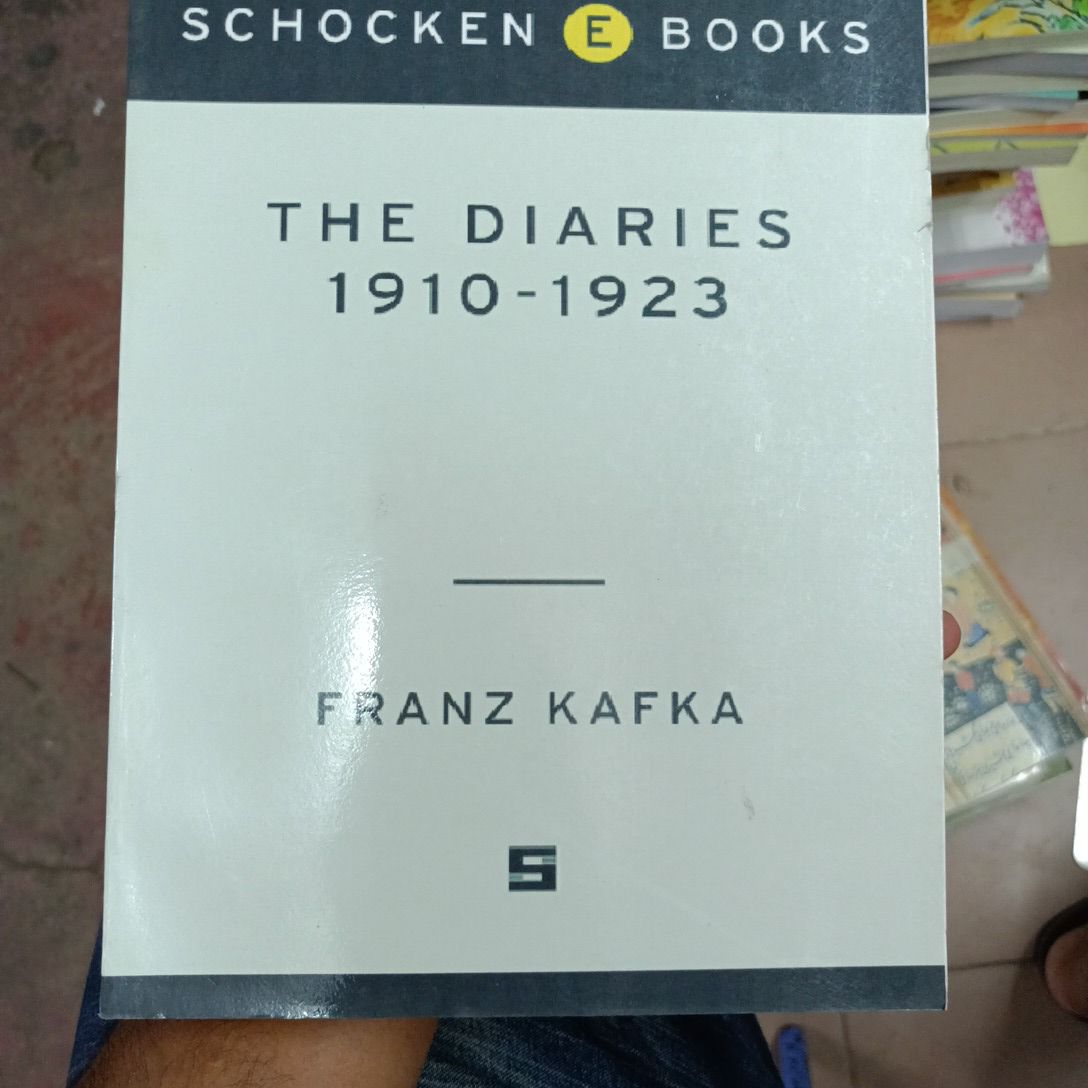 SCHOCKEN E BOOKS
THE DIARIES
1910-1923
FRANZ KAFKA
S